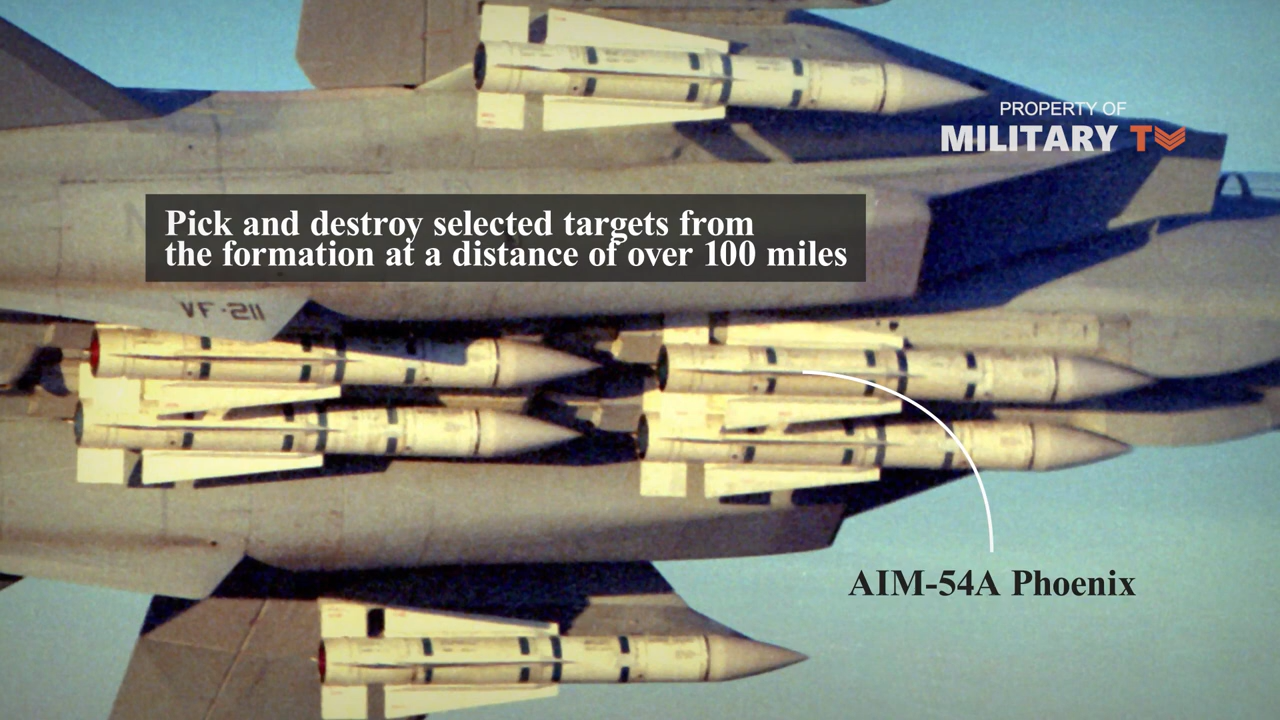 PROPERTY OF
MILITARY TV
Pick and destroy selected targets from
the formation at a distance of over 100 miles
VF-211
AIM-54A Phoenix